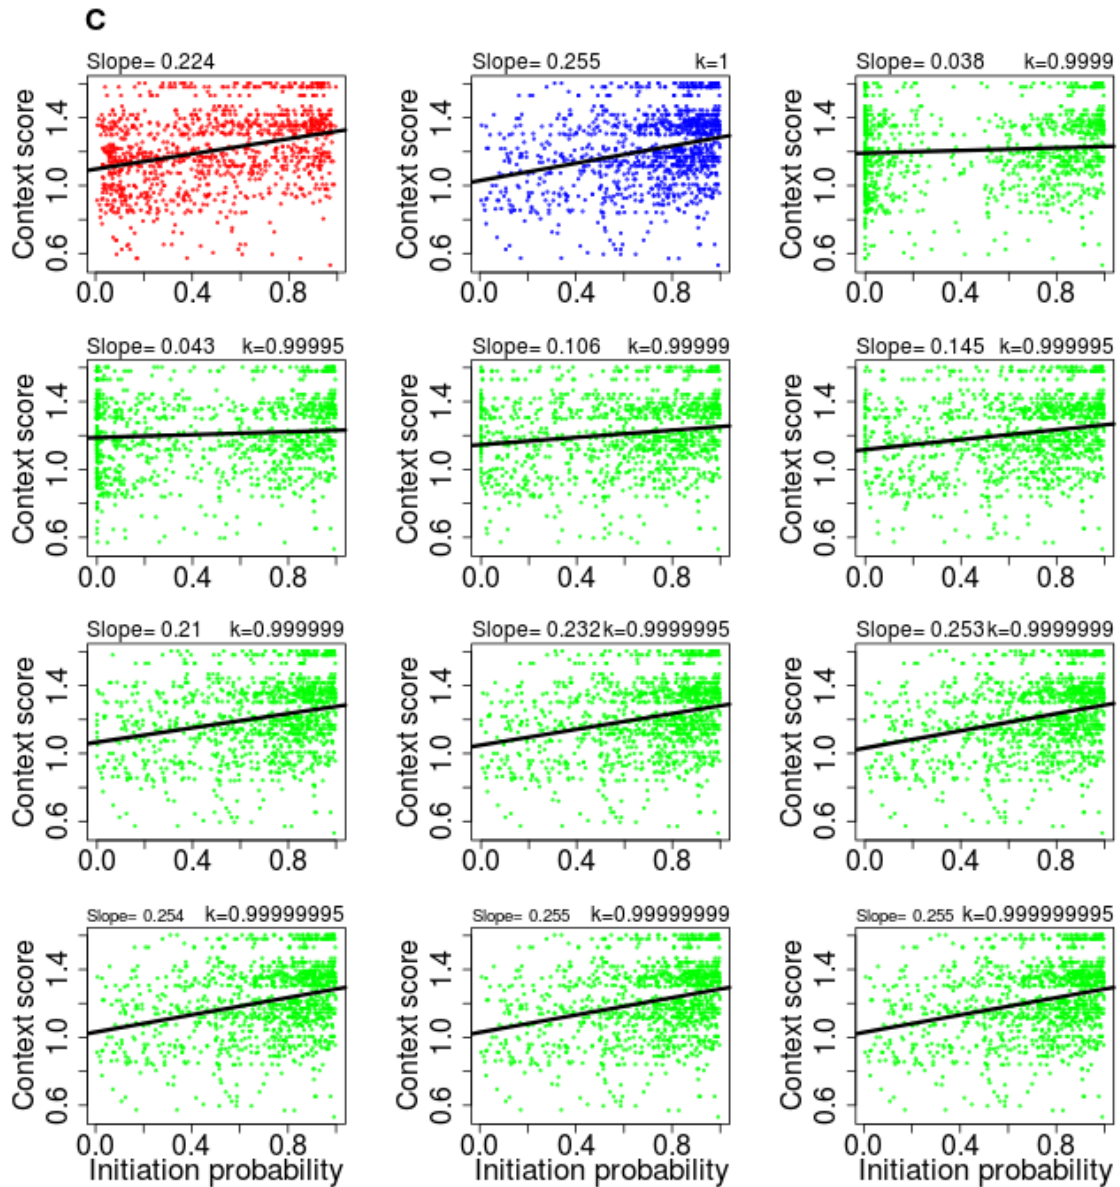 C
Slope= 0.224
Slope= 0.255 k=1
Slope= 0.038 k=0.9999
Context score
0.6 1.0 1.4
0.0 0.4 0.8
Context score
0.6 1.0 1.4
0.0 0.4 0.8
Context score
0.6 1.0 1.4
0.0 0.4 0.8
Slope= 0.043 k=0.99995
Slope= 0.106 k=0.99999
Slope= 0.145 k=0.999995
Context score
0.6 1.0 1.4
0.0 0.4 0.8
Context score
0.6 1.0 1.4
0.0 0.4 0.8
Context score
0.6 1.0 1.4
0.0 0.4 0.8
Slope= 0.21 k=0.999999
Slope= 0.232 k=0.9999995
Slope= 0.253 k=0.9999999
Context score
0.6 1.0 1.4
0.0 0.4 0.8
Context score
0.6 1.0 1.4
0.0 0.4 0.8
Context score
0.6 1.0 1.4
0.0 0.4 0.8
Slope= 0.254 k=0.99999995
Slope= 0.255 k=0.99999999
Slope= 0.255 k=0.999999995
Context score
0.6 1.0 1.4
0.0 0.4 0.8
Initiation probability
Context score
0.6 1.0 1.4
0.0 0.4 0.8
Initiation probability
Context score
0.6 1.0 1.4
0.0 0.4 0.8
Initiation probability